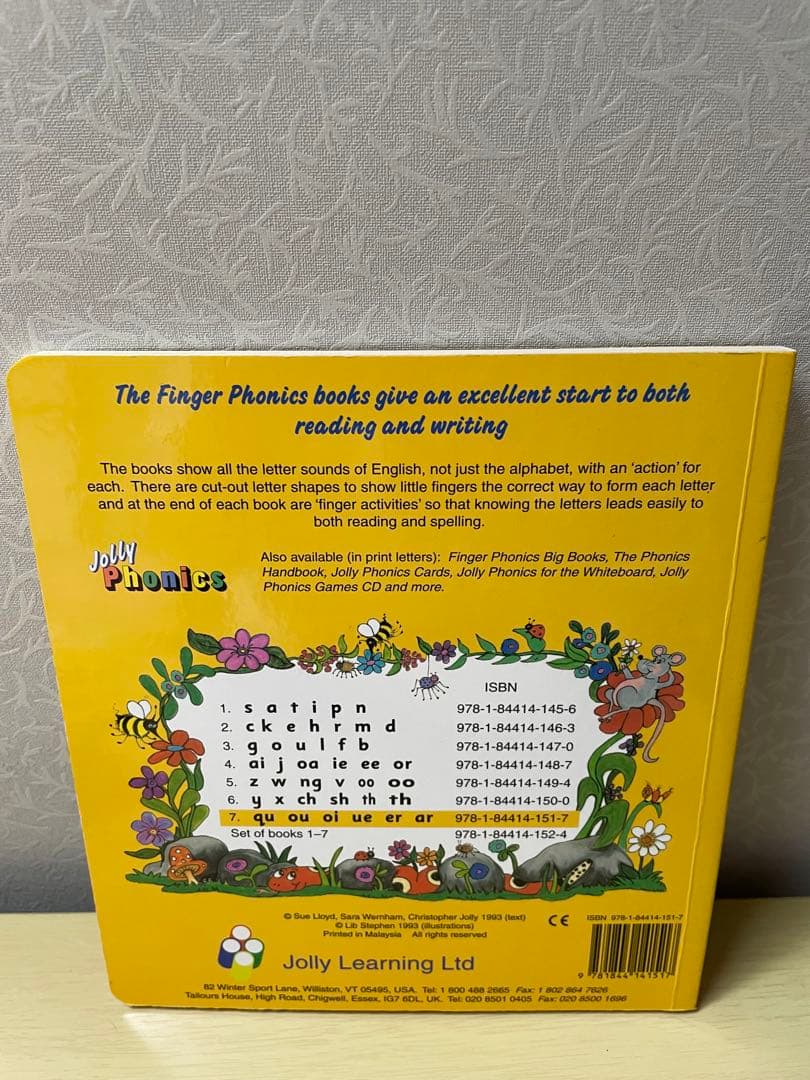 The Finger Phonics books give an excellent start to both
reading and writing
The books show all the letter sounds of English, not just the alphabet, with an ‘action’ for
each. There are cut-out letter shapes to show little fingers the correct way to form each letter
and at the end of each book are ‘finger activities’ so that knowing the letters leads easily to
both reading and spelling.
Jolly
Phonics
Also available (in print letters): Finger Phonics Big Books, The Phonics
Handbook, Jolly Phonics Cards, Jolly Phonics for the Whiteboard, Jolly
Phonics Games CD and more.
ISBN
1. s a t i p n 978-1-84414-145-6
2. ck e h r m d 978-1-84414-146-3
3. g o u l f b 978-1-84414-147-0
4. ai j oa ie ee or 978-1-84414-148-7
5. z w ng v oo oo 978-1-84414-149-4
6. y x ch sh th th 978-1-84414-150-0
7. qu ou oi ue er ar 978-1-84414-151-7
Set of books 1–7 978-1-84414-152-4
© Sue Lloyd, Sara Wernham, Christopher Jolly 1993 (text)
© Lib Stephen 1993 (illustrations)
Printed in Malaysia All rights reserved
CE
ISBN 978-1-84414-151-7
9 781844 141517
Jolly Learning Ltd
82 Winter Sport Lane, Williston, VT 05495, USA. Tel: 1 800 488 2665 Fax: 1 802 864 7626
Tailours House, High Road, Chigwell, Essex, IG7 6DL, UK. Tel: 020 8501 0405 Fax: 020 8500 1696